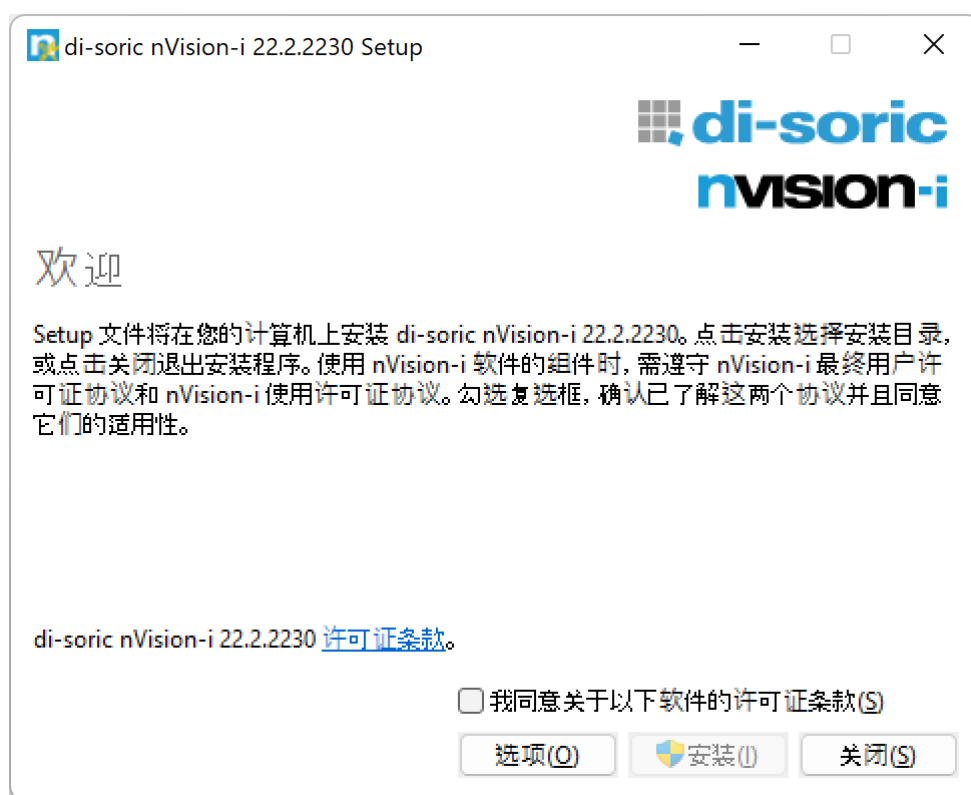 di-soric nVision-i 22.2.2230 Setup
di-soric
nvision-i
欢迎
Setup 文件将在您的计算机上安装 di-soric nVision-i 22.2.2230。点击安装选择安装目录,
或点击关闭退出安装程序。使用 nVision-i 软件的组件时, 需遵守 nVision-i 最终用户许
可证协议和 nVision-i 使用许可证协议。勾选复选框, 确认已了解这两个协议并且同意
它们的适用性。
di-soric nVision-i 22.2.2230 许可证条款。
我同意关于以下软件的许可证条款(S)
选项(O)
安装(I)
关闭(S)